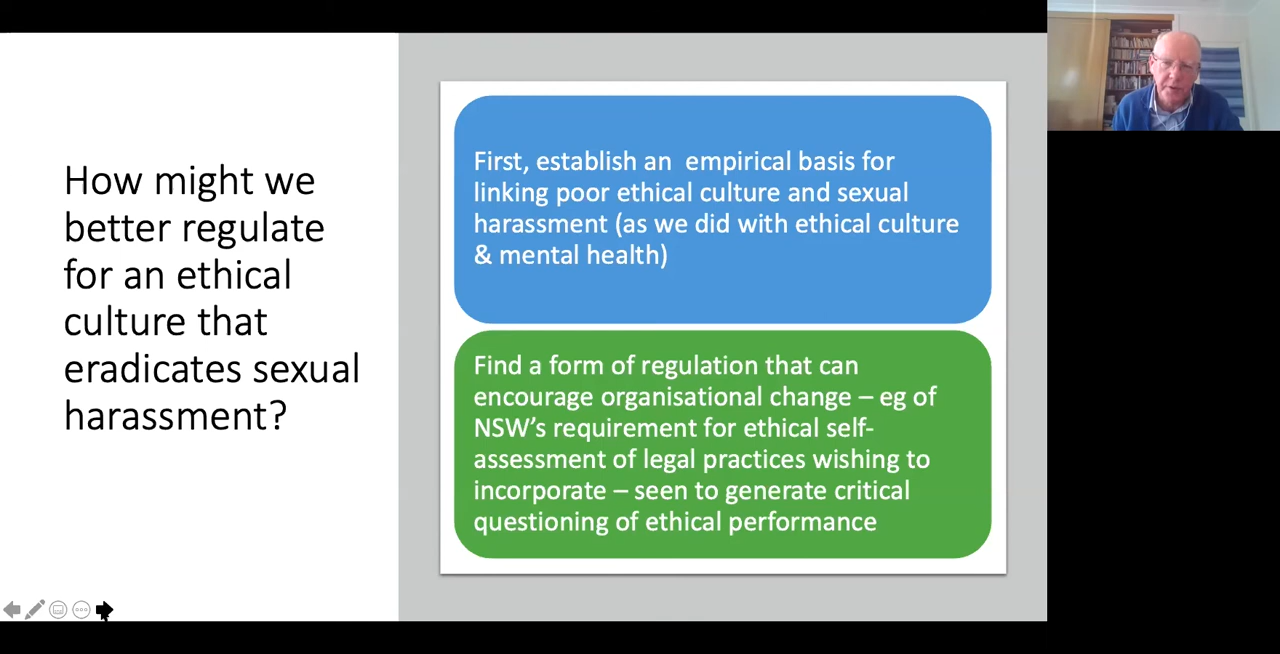 How might we
better regulate
for an ethical
culture that
eradicates sexual
harassment?
First, establish an  empirical basis for
linking poor ethical culture and sexual
harassment (as we did with ethical culture
& mental health)
Find a form of regulation that can
encourage organisational change – eg of
NSW’s requirement for ethical self-
assessment of legal practices wishing to
incorporate – seen to generate critical
questioning of ethical performance